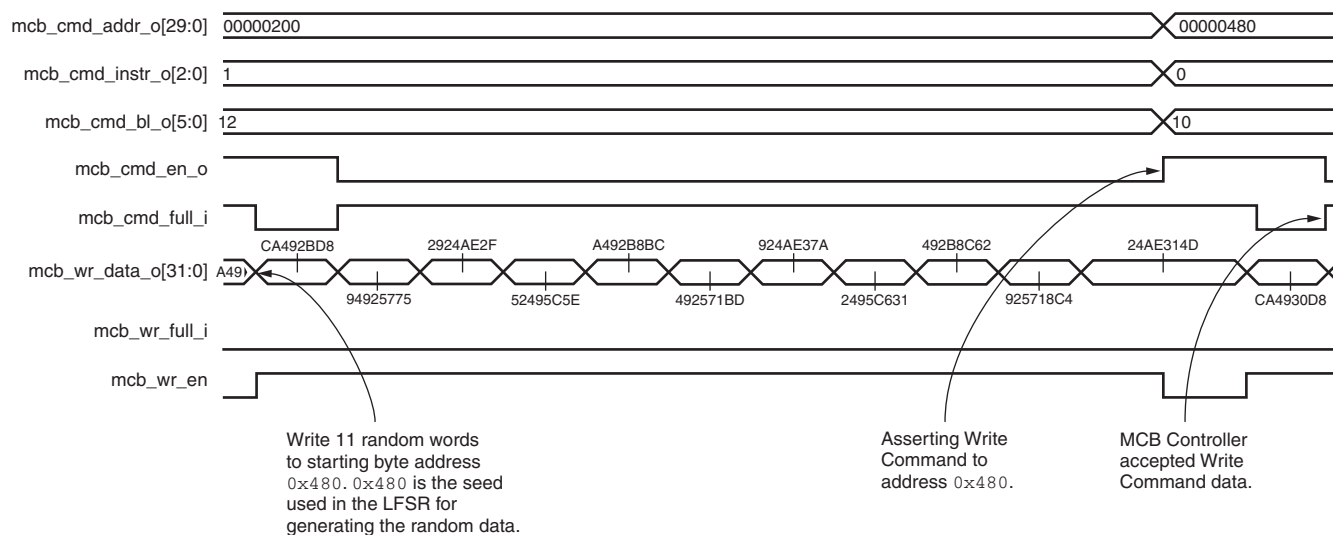 mcb_cmd_addr_o[29:0] 00000200 00000480
mcb_cmd_instr_o[2:0] 1 0
mcb_cmd_bl_o[5:0] 12 10
mcb_cmd_en_o
mcb_cmd_full_i
CA492BD8 2924AE2F A492B8BC 924AE37A 492B8C62 24AE314D
mcb_wr_data_o[31:0] A49
94925775 52495C5E 492571BD 2495C631 925718C4 CA4930D8
mcb_wr_full_i
mcb_wr_en
Write 11 random words
to starting byte address
0x480. 0x480 is the seed
used in the LFSR for
generating the random data.
Asserting Write
Command to
address 0x480.
MCB Controller
accepted Write
Command data.